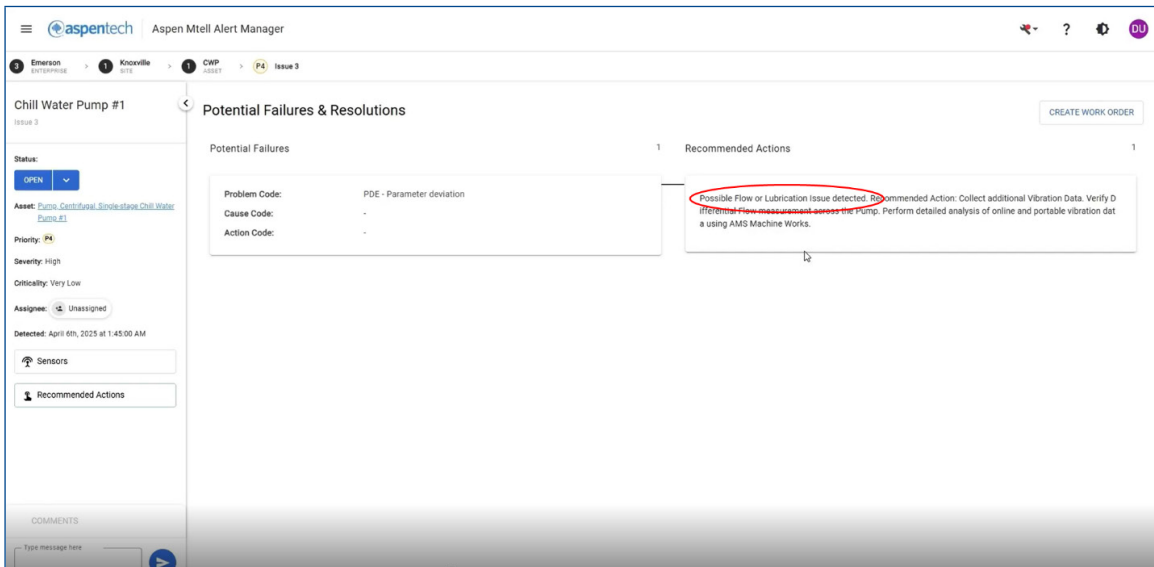 aspentech Aspen Mtell Alert Manager
? DU
3 Emerson > 1 Knoxville > 1 CWP > P4 Issue 3
ENTERPRISE SITE ASSET
Chill Water Pump #1
Issue 3
Status:
OPEN
Asset: Pump, Centrifugal, Single-stage Chill Water
Pump #1
Priority: P4
Severity: High
Criticality: Very Low
Assignee: Unassigned
Detected: April 6th, 2025 at 1:45:00 AM
Sensors
Recommended Actions
COMMENTS
Type message here
Potential Failures & Resolutions
CREATE WORK ORDER
Potential Failures 1
Problem Code: PDE - Parameter deviation
Cause Code: -
Action Code: -
Recommended Actions 1
Possible Flow or Lubrication Issue detected. Recommended Action: Collect additional Vibration Data. Verify D
ifferential Flow measurement across the Pump. Perform detailed analysis of online and portable vibration dat
a using AMS Machine Works.